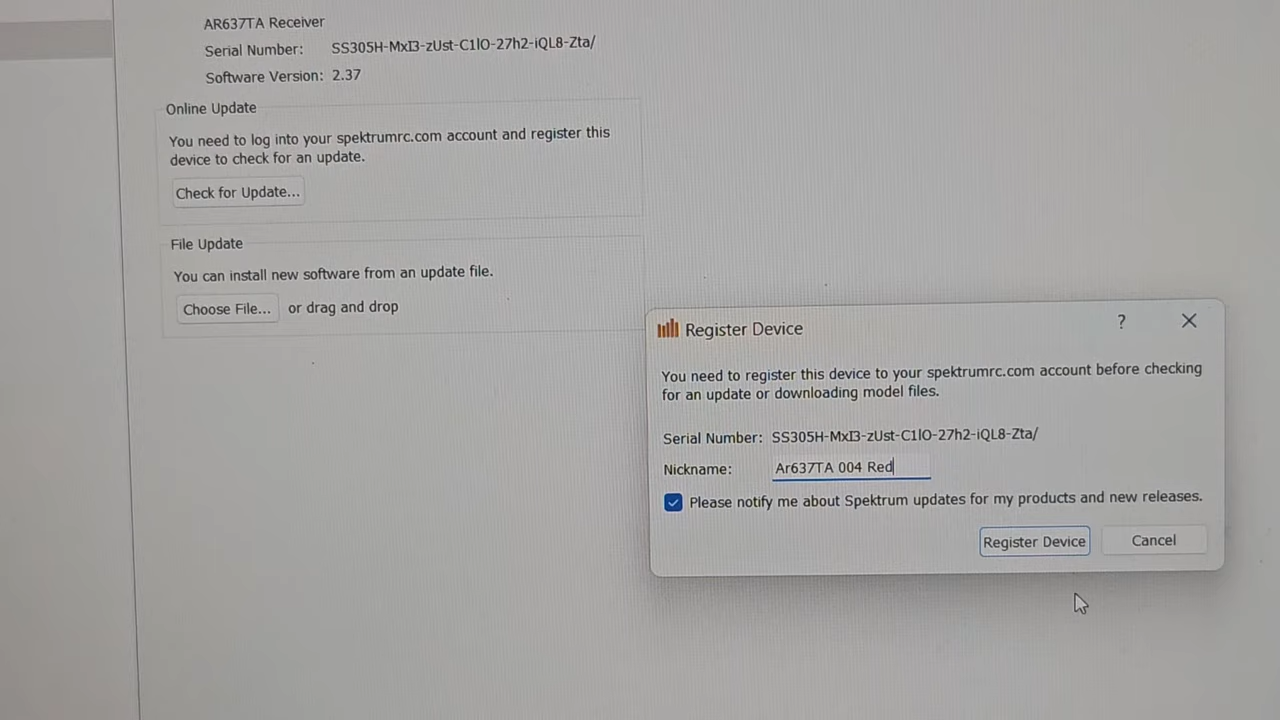 AR637TA Receiver
Serial Number: SS305H-MxI3-zUst-C1lO-27h2-iQL8-Zta/
Software Version: 2.37
Online Update
You need to log into your spektrumrc.com account and register this
device to check for an update.
Check for Update...
File Update
You can install new software from an update file.
Choose File... or drag and drop
Register Device
?
You need to register this device to your spektrumrc.com account before checking
for an update or downloading model files.
Serial Number: SS305H-MxI3-zUst-C1lO-27h2-iQL8-Zta/
Nickname: Ar637TA 004 Red
Please notify me about Spektrum updates for my products and new releases.
Register Device Cancel